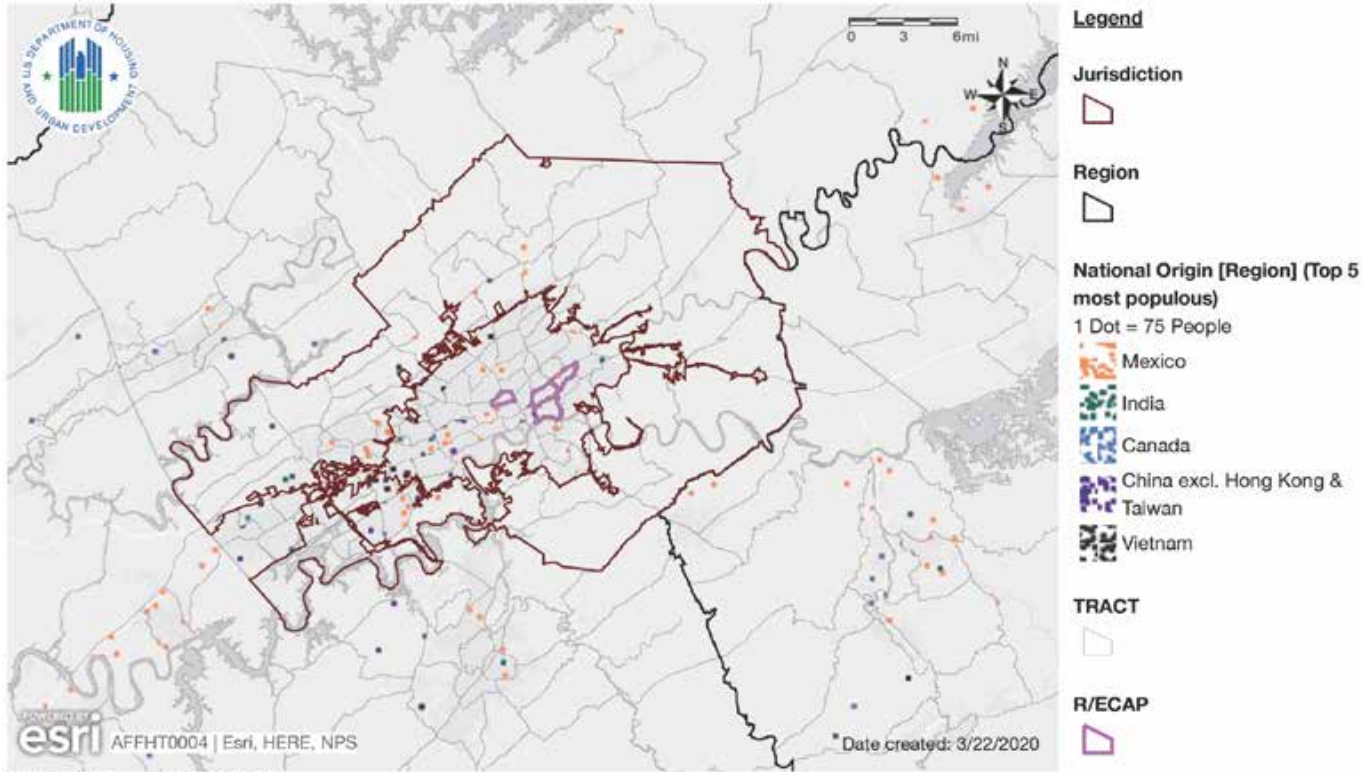 U.S. DEPARTMENT OF HOUSING
AND URBAN DEVELOPMENT
0 3 6mi
N
W E
S
POWERED BY
esri
AFFHT0004 | Esri, HERE, NPS
Date created: 3/22/2020
Legend
Jurisdiction
Region
National Origin [Region] (Top 5
most populous)
1 Dot = 75 People
Mexico
India
Canada
China excl. Hong Kong &
Taiwan
Vietnam
TRACT
R/ECAP